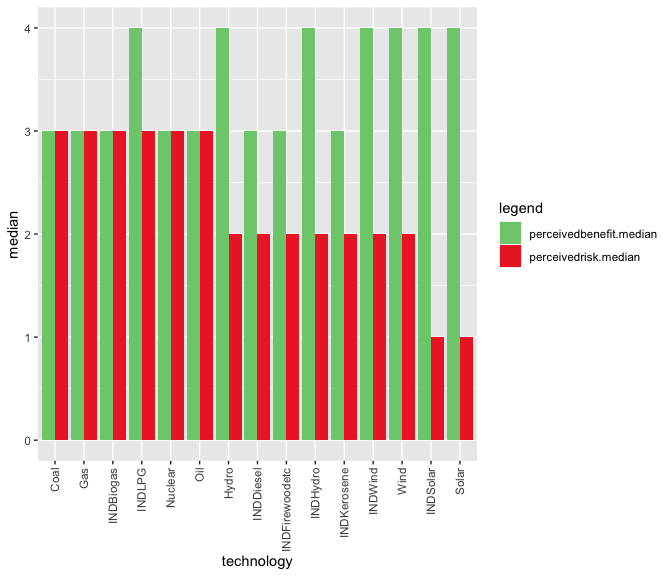 4
3
2
1
0
median
Coal
Gas
INDBiogas
INDLPG
Nuclear
Oil
Hydro
INDDiesel
INDFirewoodetc
INDHydro
INDKerosene
INDWind
Wind
INDSolar
Solar
technology
legend
perceivedbenefit.median
perceivedrisk.median